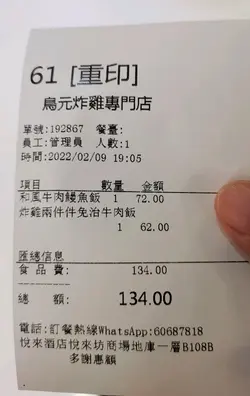 61 [重印]
鳥元炸雞專門店
單號:192867 餐臺:
員工:管理員 人數:1
時間:2022/02/09 19:05
項目 數量 金額
和風牛肉鰻魚飯 1 72.00
炸雞兩件件免治牛肉飯
1 62.00
匯總信息
食品費: 134.00
總 額: 134.00
電話:訂餐熱線WhatsApp:60687818
悅來酒店悅來坊商場地庫一層B108B
多謝惠顧